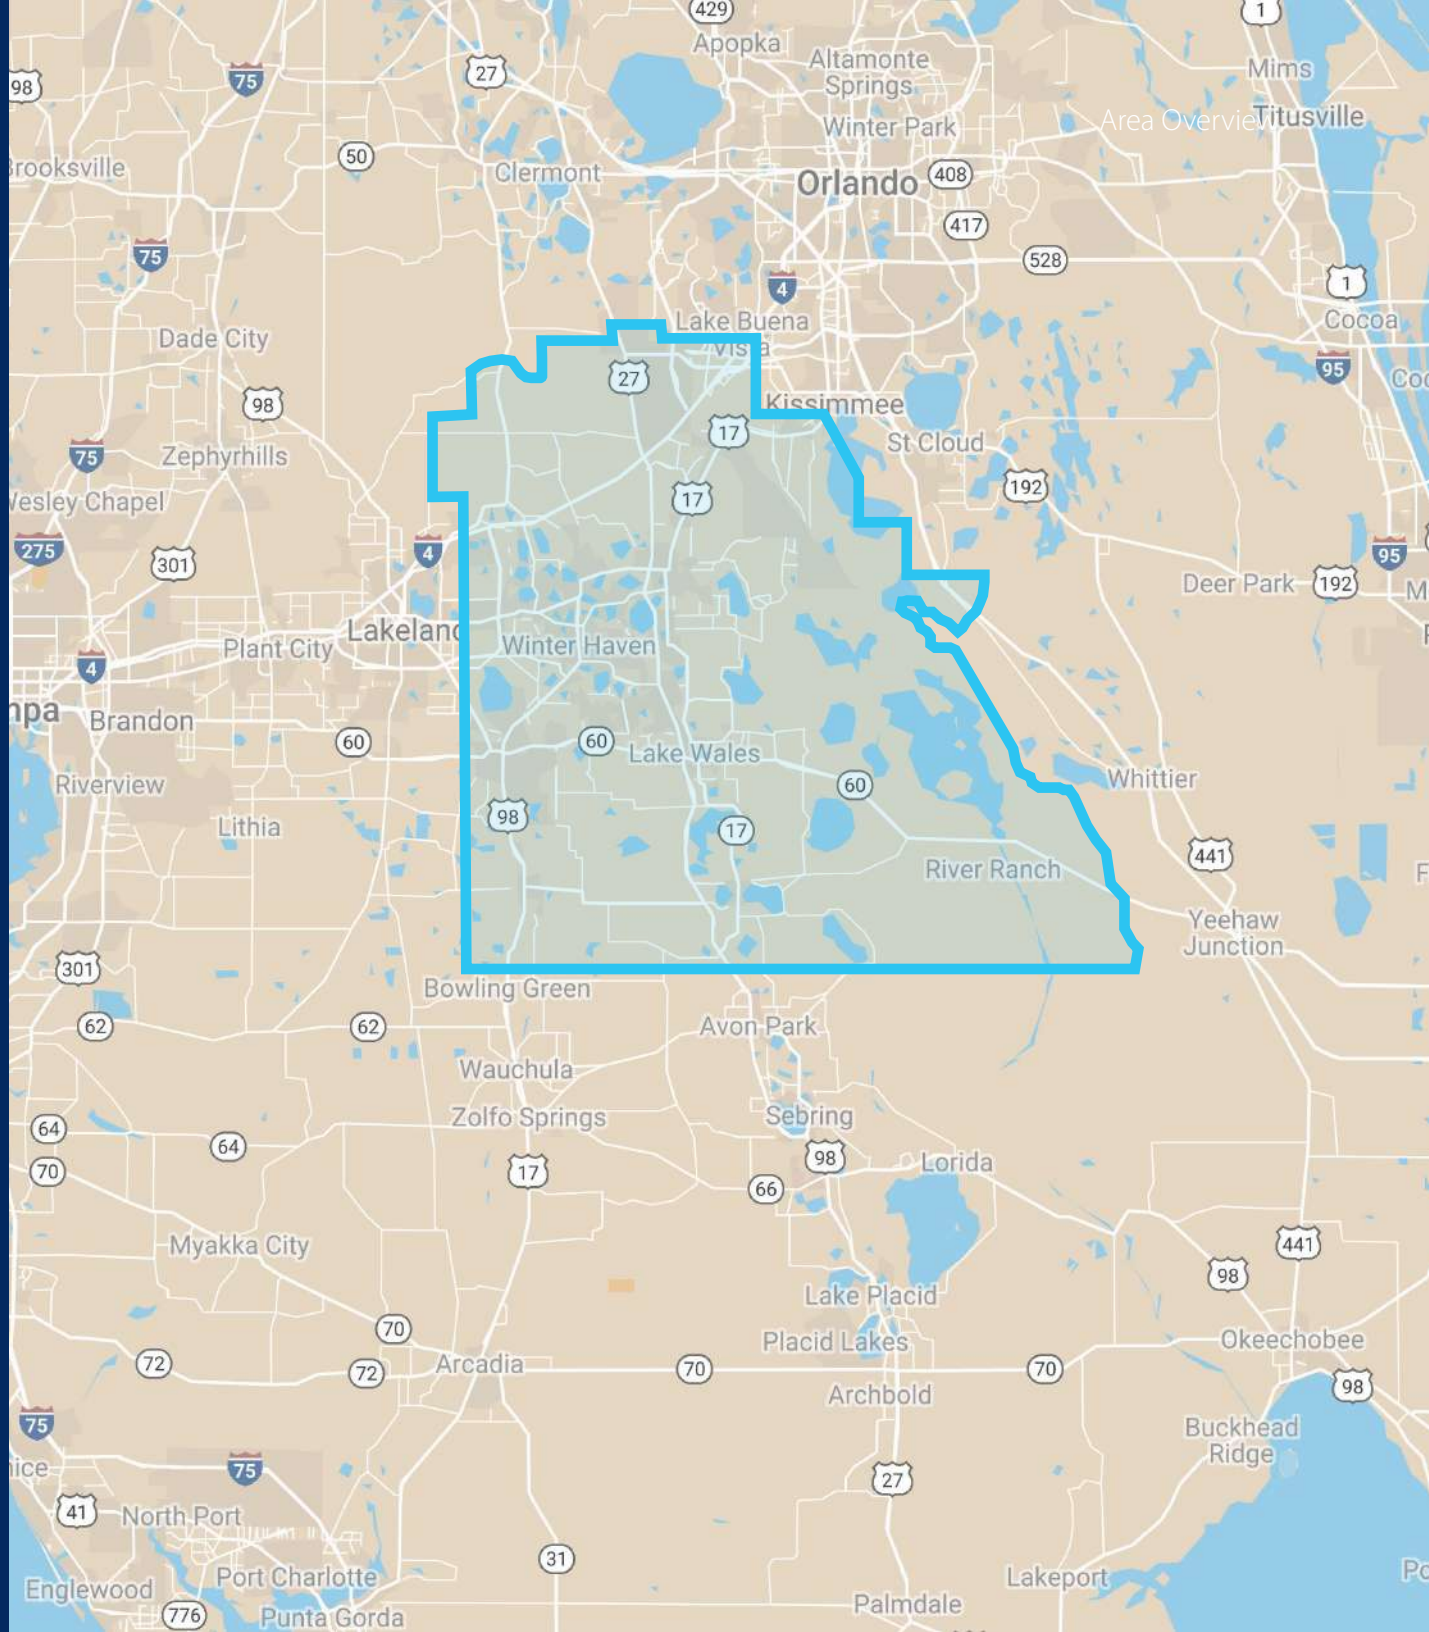 429
1
Apopka
Altamonte
Springs
Mims
98
75
27
Area Overview
Titusville
Winter Park
50
Brooksville
Clermont
Orlando
408
417
75
528
4
1
Lake Buena
Vista
Cocoa
Dade City
95
27
98
Kissimmee
17
St Cloud
75
Zephyrhills
192
Wesley Chapel
17
275
301
4
95
Deer Park
192
Lakeland
Plant City
Winter Haven
4
Brandon
60
60
Lake Wales
Riverview
60
Whittier
98
Lithia
17
441
River Ranch
Yeehaw
Junction
301
Bowling Green
62
62
Avon Park
Wauchula
Zolfo Springs
Sebring
64
64
70
17
98
Lorida
66
Myakka City
441
98
Lake Placid
70
Placid Lakes
Okeechobee
72
72
Arcadia
70
70
98
Archbold
75
Buckhead
Ridge
75
27
41
North Port
31
Port Charlotte
Englewood
Lakeport
776
Punta Gorda
Palmdale